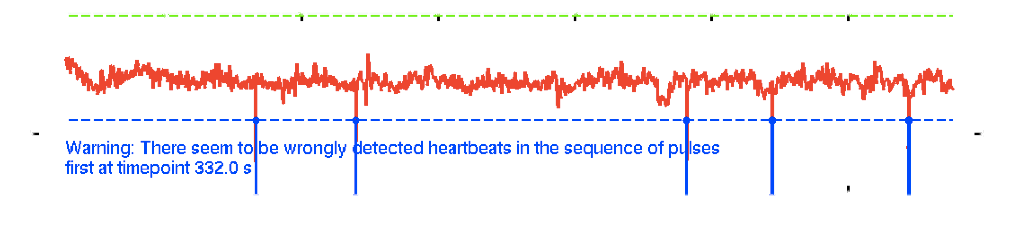 Warning: There seem to be wrongly detected heartbeats in the sequence of pulses
first at timepoint 332.0 s